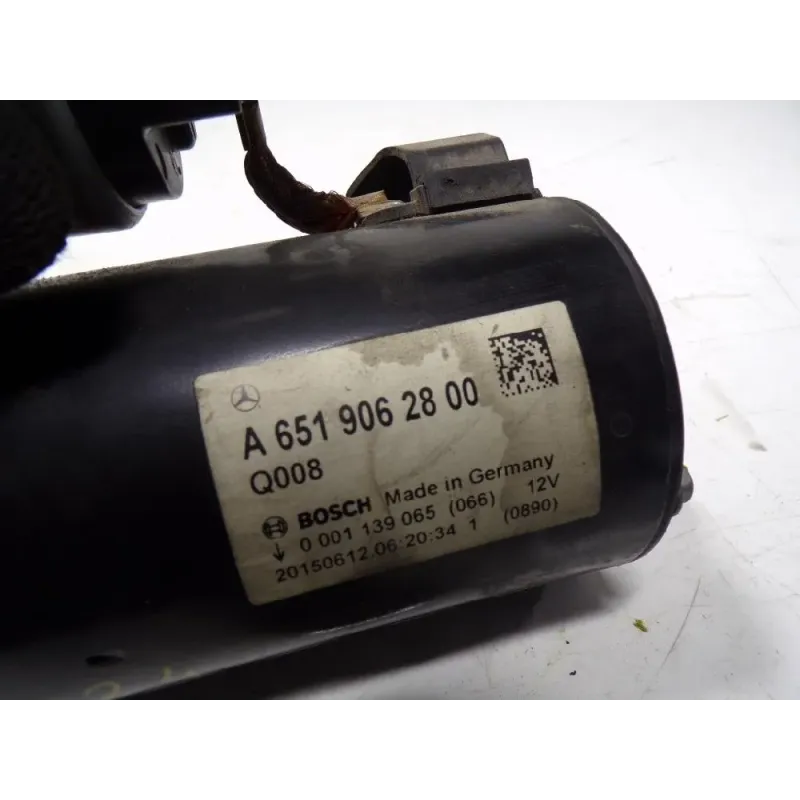 A 651 906 28 00
Q008
BOSCH Made in Germany
0 001 139 065 (066) 12V
20150612.06:20:34 1 (0890)